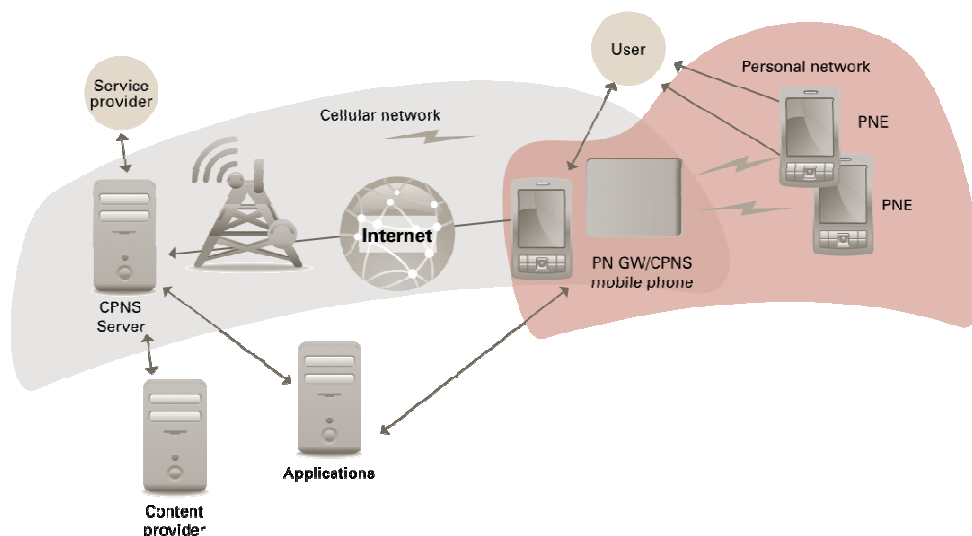 User
Personal network
Service
provider
Cellular network
PNE
PNE
Internet
PN GW/CPNS
mobile phone
CPNS
Server
Applications
Content
provider